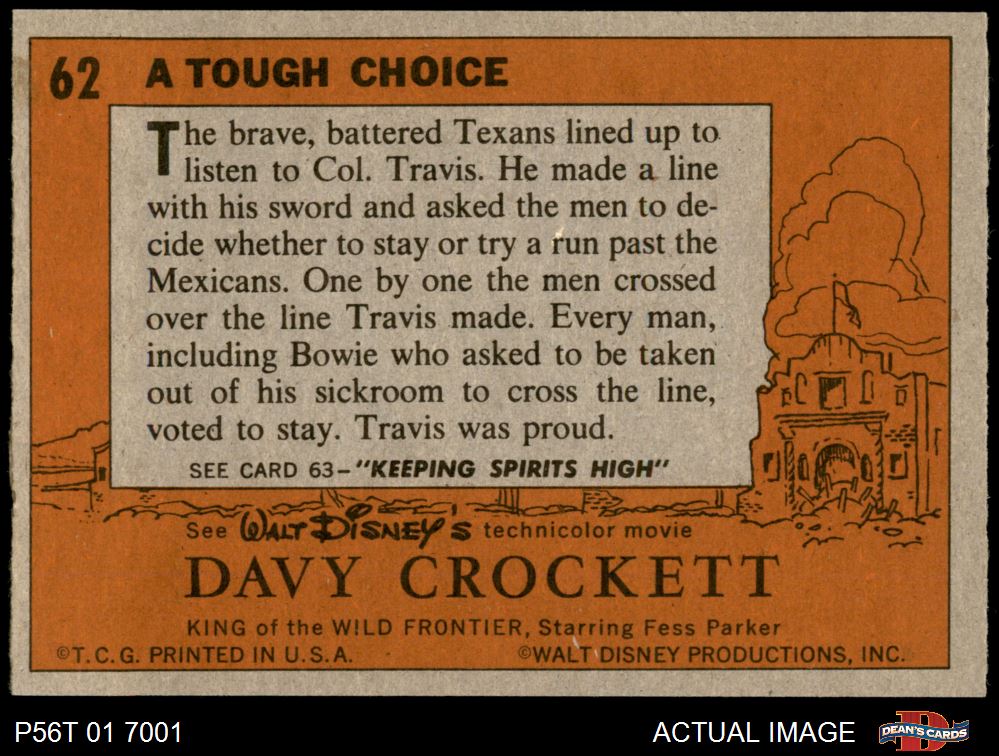 62 A TOUGH CHOICE
The brave, battered Texans lined up to
listen to Col. Travis. He made a line
with his sword and asked the men to de-
cide whether to stay or try a run past the
Mexicans. One by one the men crossed
over the line Travis made. Every man,
including Bowie who asked to be taken
out of his sickroom to cross the line,
voted to stay. Travis was proud.
SEE CARD 63–"KEEPING SPIRITS HIGH"
See WALT DISNEY'S technicolor movie
DAVY CROCKETT
KING of the WILD FRONTIER, Starring Fess Parker
©T.C.G. PRINTED IN U.S.A. ©WALT DISNEY PRODUCTIONS, INC.
P56T 01 7001 ACTUAL IMAGE D DEAN'S CARDS